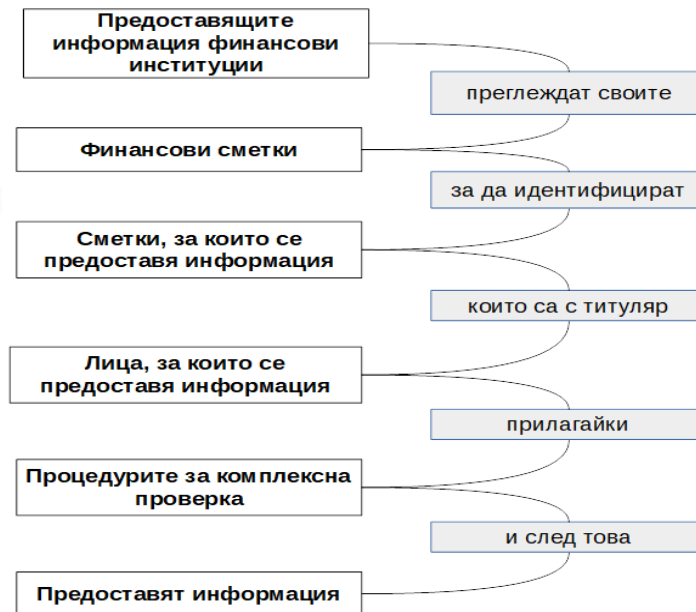 Предоставящите
информация финансови
институции
преглеждат своите
Финансови сметки
за да идентифицират
Сметки, за които се
предоставя информация
които са с титуляр
Лица, за които се
предоставя информация
прилагайки
Процедурите за комплексна
проверка
и след това
Предоставят информация